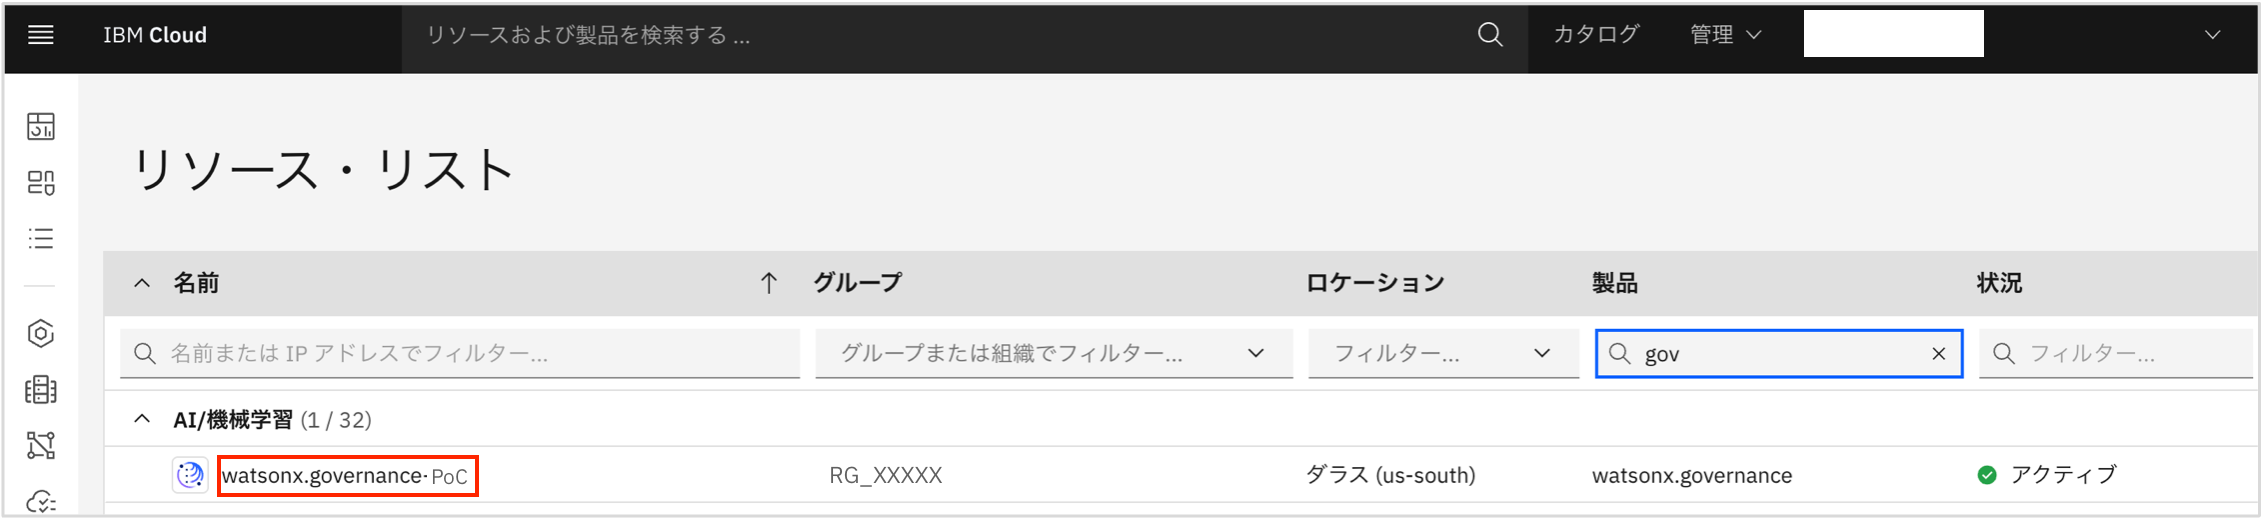 IBM Cloud リソースおよび製品を検索する ... カタログ 管理
リソース・リスト
名前 グループ ロケーション 製品 状況
名前または IP アドレスでフィルター... グループまたは組織でフィルター... フィルター... gov フィルター...
AI/機械学習 (1 / 32)
watsonx.governance-PoC RG_XXXXX ダラス (us-south) watsonx.governance アクティブ